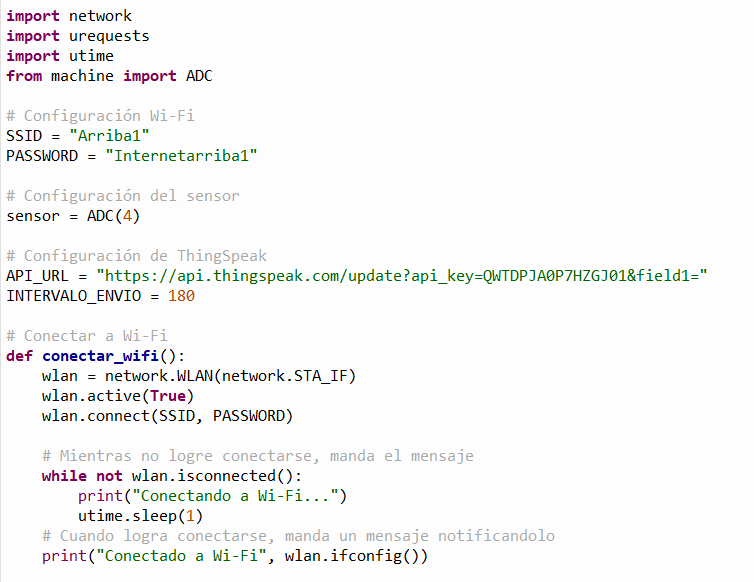 import network
import urequests
import utime
from machine import ADC

# Configuración Wi-Fi
SSID = "Arriba1"
PASSWORD = "Internetarriba1"

# Configuración del sensor
sensor = ADC(4)

# Configuración de ThingSpeak
API_URL = "https://api.thingspeak.com/update?api_key=QWTDPJA0P7HZGJ01&field1="
INTERVALO_ENVIO = 180

# Conectar a Wi-Fi
def conectar_wifi():
    wlan = network.WLAN(network.STA_IF)
    wlan.active(True)
    wlan.connect(SSID, PASSWORD)

    # Mientras no logre conectarse, manda el mensaje
    while not wlan.isconnected():
        print("Conectando a Wi-Fi...")
        utime.sleep(1)
    # Cuando logra conectarse, manda un mensaje notificandolo
    print("Conectado a Wi-Fi", wlan.ifconfig())